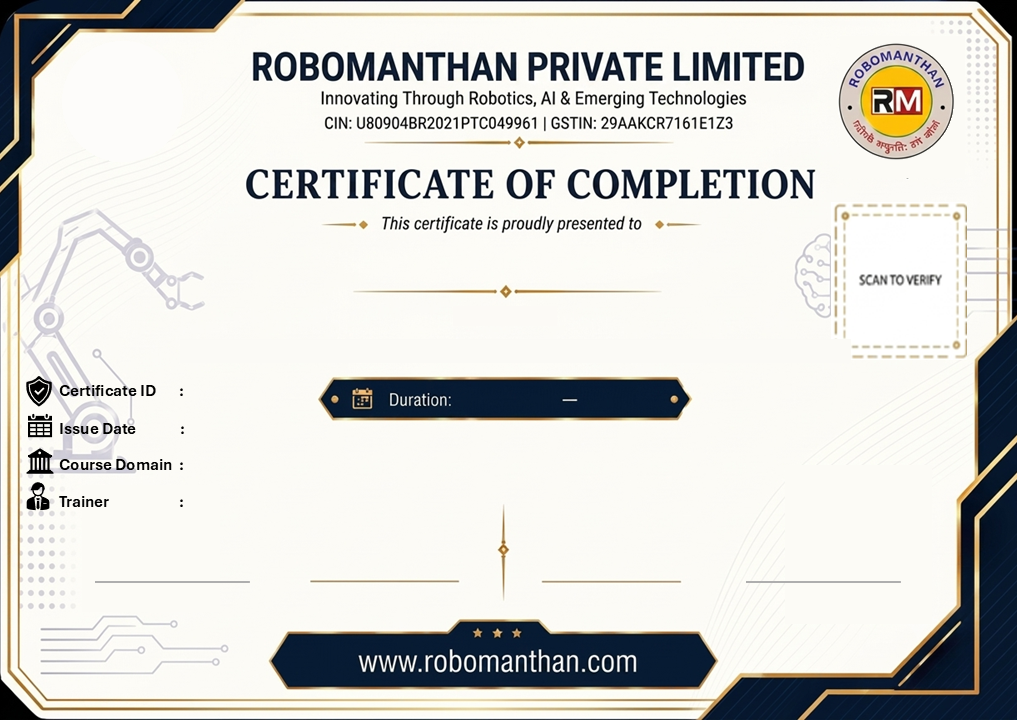 ROBOMANTHAN PRIVATE LIMITED
Innovating Through Robotics, AI & Emerging Technologies
CIN: U80904BR2021PTC049961 | GSTIN: 29AAKCR7161E1Z3
ROBOMANTHAN
RM
CERTIFICATE OF COMPLETION
This certificate is proudly presented to
SCAN TO VERIFY
Certificate ID :
Duration: —
Issue Date :
Course Domain :
Trainer :
www.robomanthan.com